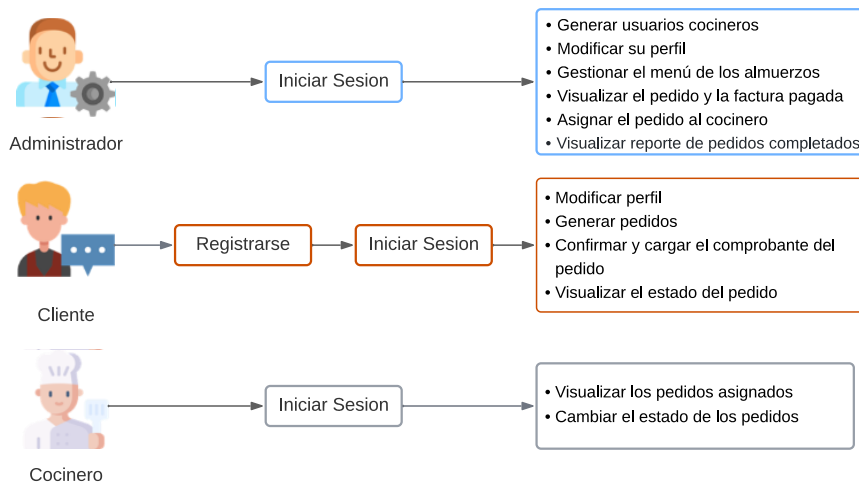 Administrador
Iniciar Sesion
• Generar usuarios cocineros
• Modificar su perfil
• Gestionar el menú de los almuerzos
• Visualizar el pedido y la factura pagada
• Asignar el pedido al cocinero
• Visualizar reporte de pedidos completados
Cliente
Registrarse
Iniciar Sesion
• Modificar perfil
• Generar pedidos
• Confirmar y cargar el comprobante del
pedido
• Visualizar el estado del pedido
Cocinero
Iniciar Sesion
• Visualizar los pedidos asignados
• Cambiar el estado de los pedidos